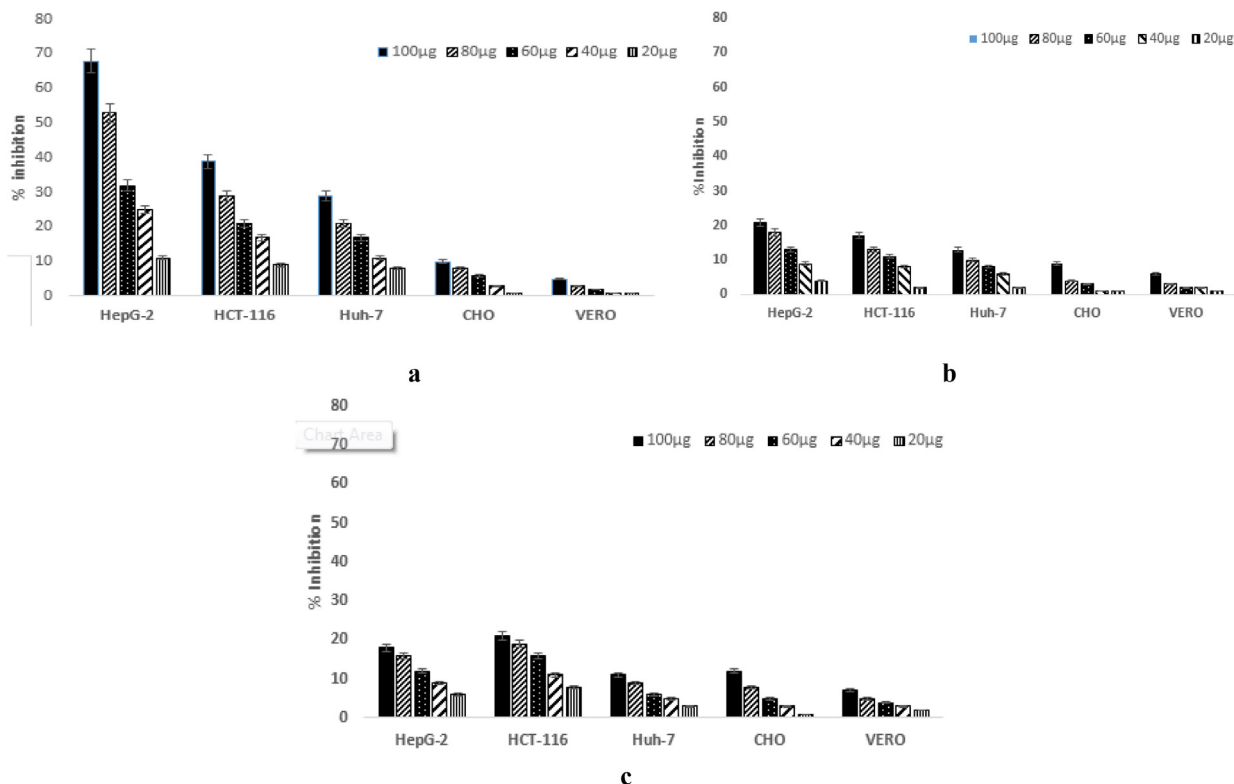 80
70
60
50
40
30
20
10
0
% inhibition
100µg 80µg 60µg 40µg 20µg
HepG-2 HCT-116 Huh-7 CHO VERO
a
80
70
60
50
40
30
20
10
0
%Inhibition
100µg 80µg 60µg 40µg 20µg
HepG-2 HCT-116 Huh-7 CHO VERO
b
80
Chart Area
70
60
50
40
30
20
10
0
% Inhibition
100µg 80µg 60µg 40µg 20µg
HepG-2 HCT-116 Huh-7 CHO VERO
c